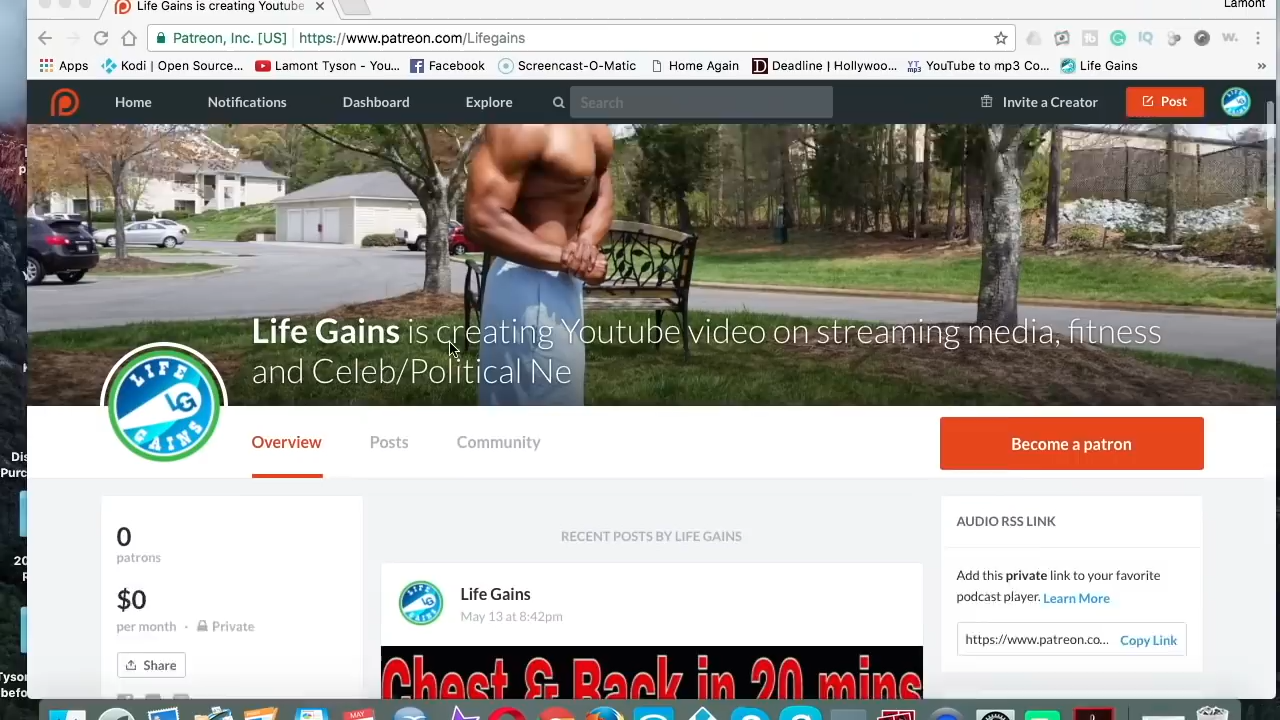 Life Gains is creating Youtube
Lamont
Patreon, Inc. [US]
https://www.patreon.com/Lifegains
Apps
Kodi | Open Source...
Lamont Tyson - You...
Facebook
Screencast-O-Matic
Home Again
Deadline | Hollywoo...
YouTube to mp3 Co...
Life Gains
Home
Notifications
Dashboard
Explore
Search
Invite a Creator
Post
Life Gains is creating Youtube video on streaming media, fitness
and Celeb/Political Ne
LIFE
LG
GAINS
Overview
Posts
Community
Become a patron
0
patrons
$0
per month · Private
Share
RECENT POSTS BY LIFE GAINS
Life Gains
May 13 at 8:42pm
Chest & Back in 20 mins
AUDIO RSS LINK
Add this private link to your favorite
podcast player. Learn More
https://www.patreon.co...
Copy Link
MAY